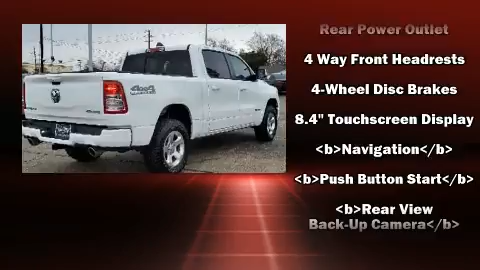 Rear Power Outlet
4 Way Front Headrests
4-Wheel Disc Brakes
8.4" Touchscreen Display
<b>Navigation</b>
<b>Push Button Start</b>
<b>Rear View
Back-Up Camera</b>
4x4